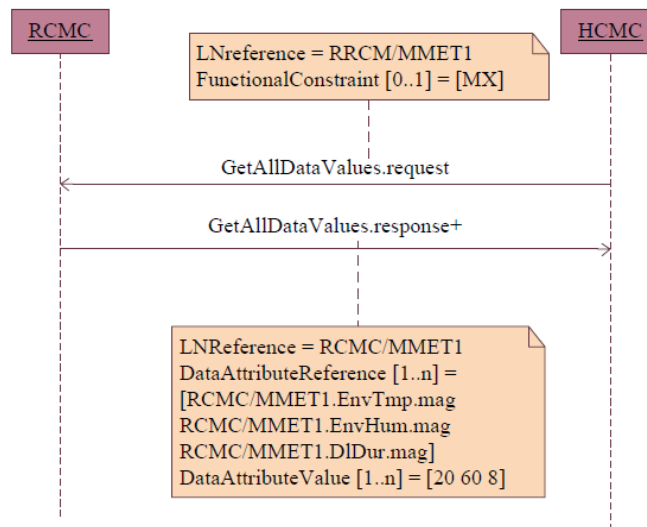 RCMC
HCMC
LNreference = RRCM/MMET1
FunctionalConstraint [0..1] = [MX]
GetAllDataValues.request
GetAllDataValues.response+
LNReference = RCMC/MMET1
DataAttributeReference [1..n] =
[RCMC/MMET1.EnvTmp.mag
RCMC/MMET1.EnvHum.mag
RCMC/MMET1.DlDur.mag]
DataAttributeValue [1..n] = [20 60 8]